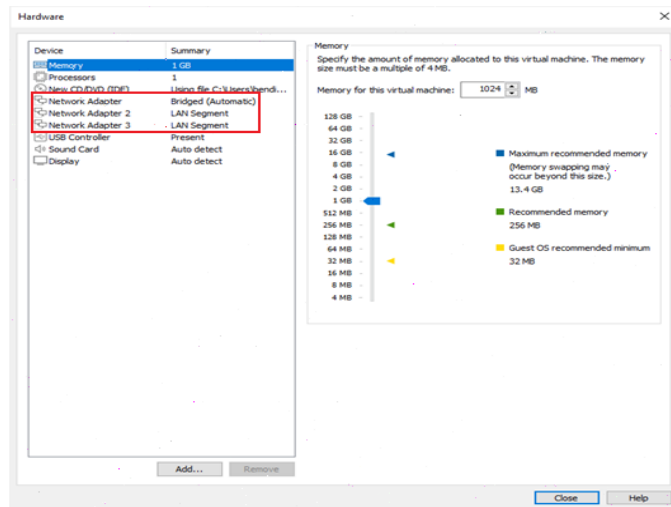 Hardware
Device Summary
Memory 1 GB
Processors 1
New CD/DVD (IDE) Using file C:\Users\bendi...
Network Adapter Bridged (Automatic)
Network Adapter 2 LAN Segment
Network Adapter 3 LAN Segment
USB Controller Present
Sound Card Auto detect
Display Auto detect
Add... Remove
Memory
Specify the amount of memory allocated to this virtual machine. The memory
size must be a multiple of 4 MB.
Memory for this virtual machine: 1024 MB
128 GB
64 GB
32 GB
16 GB
8 GB
4 GB
2 GB
1 GB
512 MB
256 MB
128 MB
64 MB
32 MB
16 MB
8 MB
4 MB
Maximum recommended memory
(Memory swapping may
occur beyond this size.)
13.4 GB
Recommended memory
256 MB
Guest OS recommended minimum
32 MB
Close Help